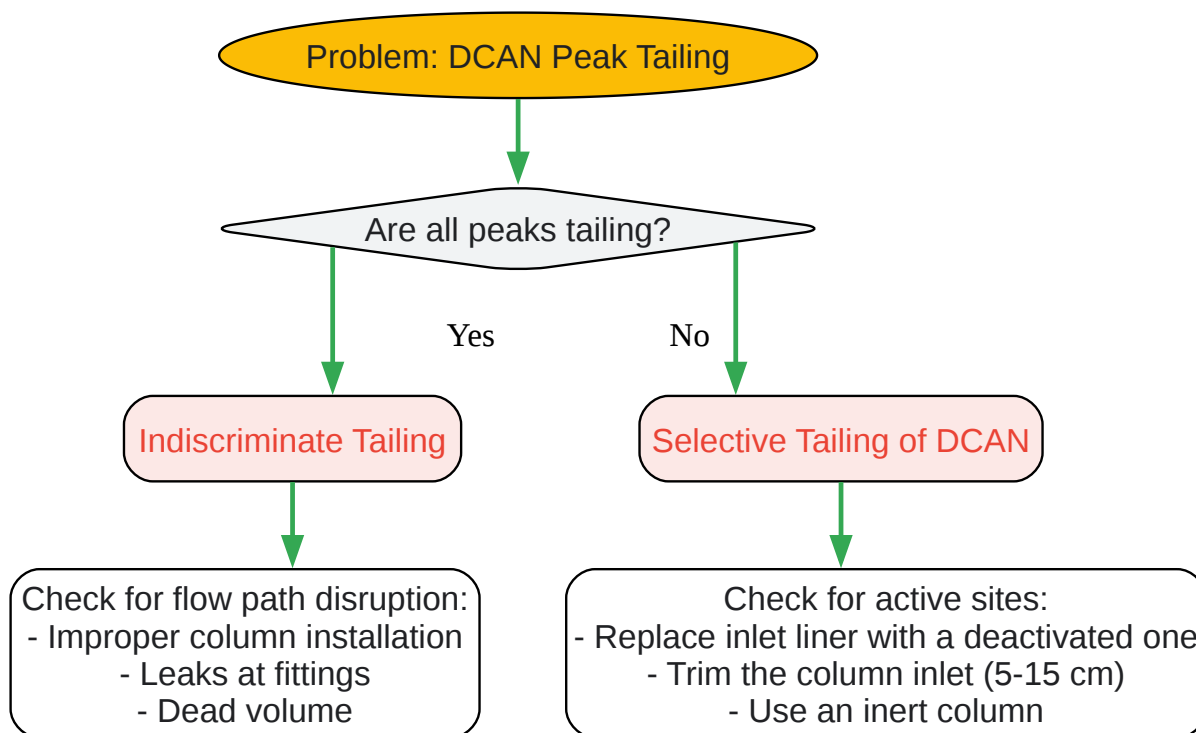 Problem: DCAN Peak Tailing
Are all peaks tailing?
Yes
No
Indiscriminate Tailing
Selective Tailing of DCAN
Check for flow path disruption:
- Improper column installation
- Leaks at fittings
- Dead volume
Check for active sites:
- Replace inlet liner with a deactivated one
- Trim the column inlet (5-15 cm)
- Use an inert column